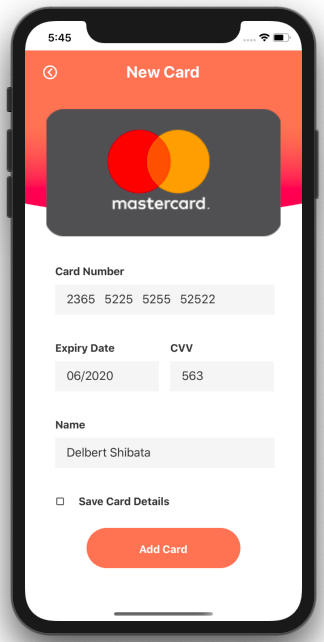 5:45
New Card
mastercard.
Card Number
2365 5225 5255 52522
Expiry Date CVV
06/2020 563
Name
Delbert Shibata
Save Card Details
Add Card